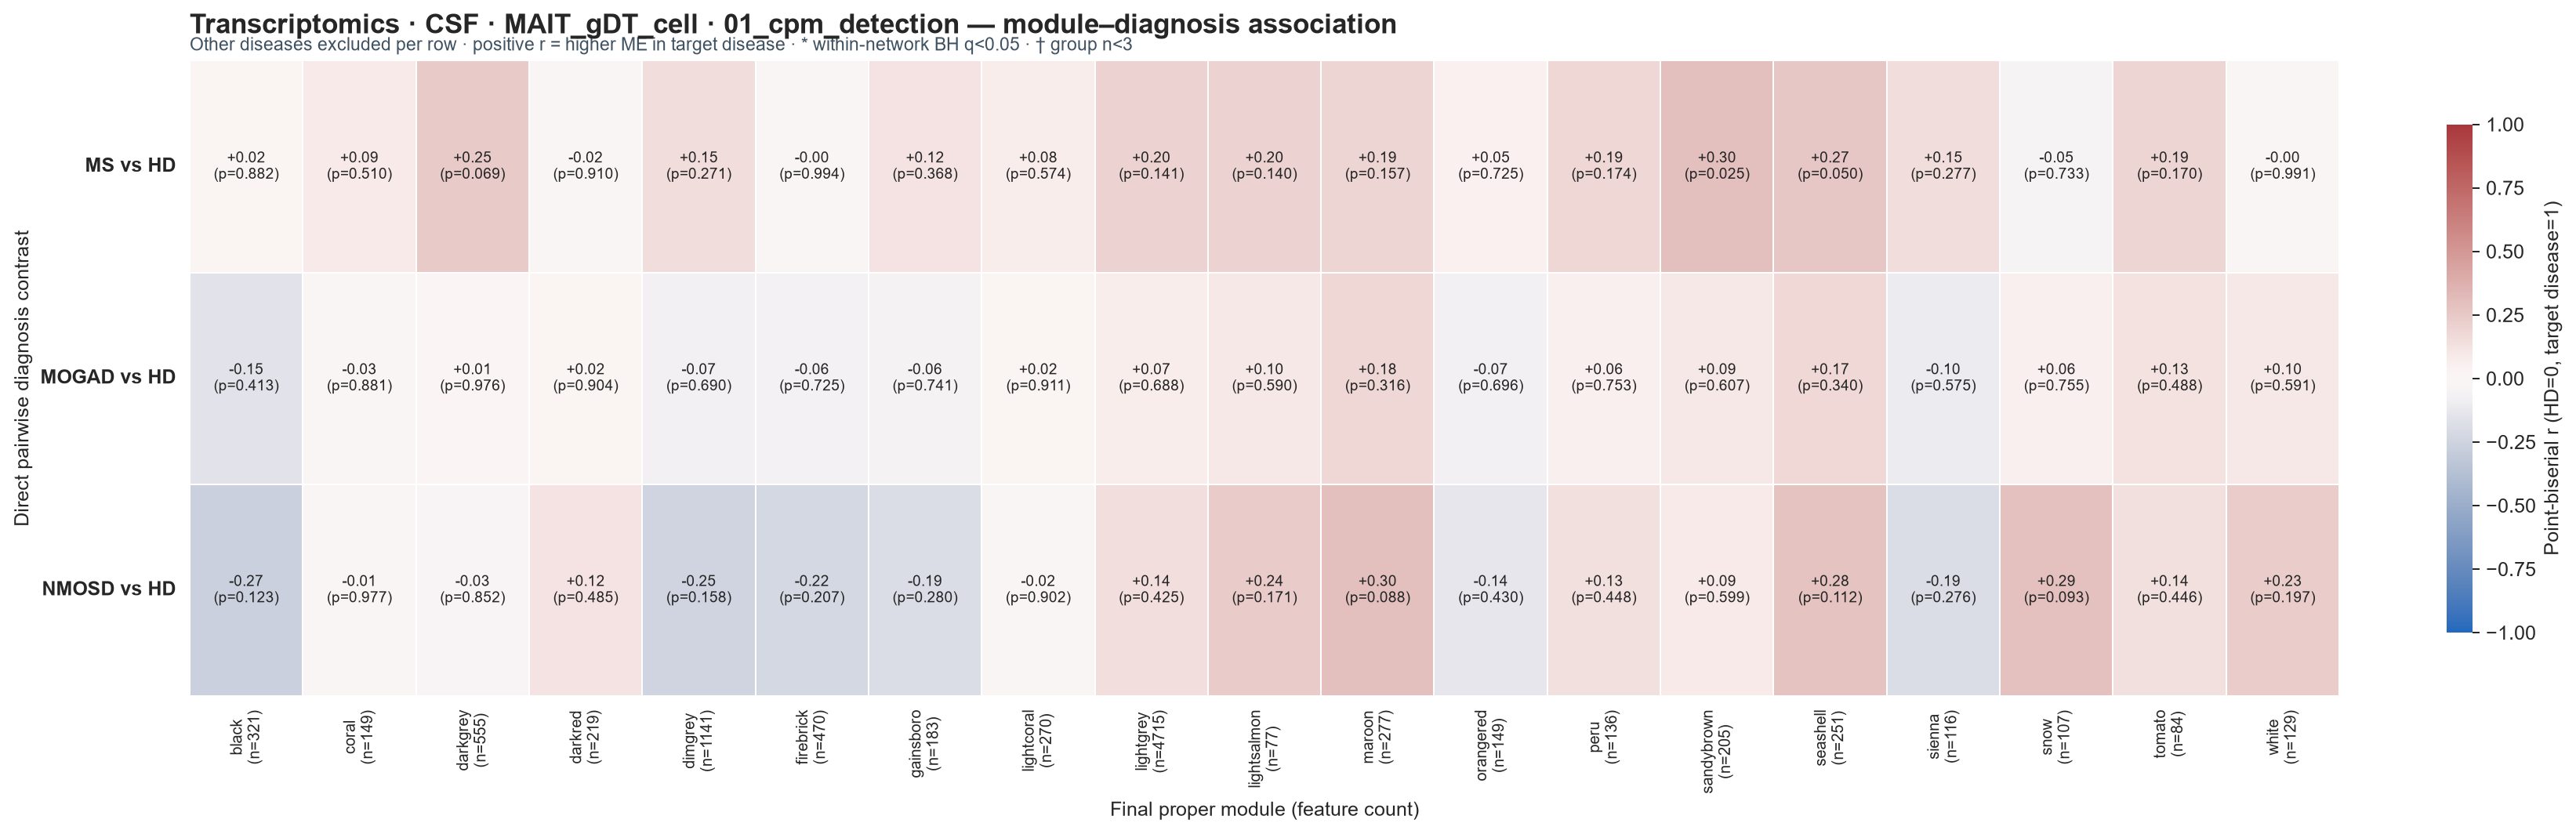 Transcriptomics · CSF · MAIT_gDT_cell · 01_cpm_detection — module–diagnosis association
Other diseases excluded per row · positive r = higher ME in target disease · * within-network BH q<0.05 · † group n<3
Direct pairwise diagnosis contrast
MS vs HD
+0.02 +0.09 +0.25 -0.02 +0.15 -0.00 +0.12 +0.08 +0.20 +0.20 +0.19 +0.05 +0.19 +0.30 +0.27 +0.15 -0.05 +0.19 -0.00
(p=0.882) (p=0.510) (p=0.069) (p=0.910) (p=0.271) (p=0.994) (p=0.368) (p=0.574) (p=0.141) (p=0.140) (p=0.157) (p=0.725) (p=0.174) (p=0.025) (p=0.050) (p=0.277) (p=0.733) (p=0.170) (p=0.991)
MOGAD vs HD
-0.15 -0.03 +0.01 +0.02 -0.07 -0.06 -0.06 +0.02 +0.07 +0.10 +0.18 -0.07 +0.06 +0.09 +0.17 -0.10 +0.06 +0.13 +0.10
(p=0.413) (p=0.881) (p=0.976) (p=0.904) (p=0.690) (p=0.725) (p=0.741) (p=0.911) (p=0.688) (p=0.590) (p=0.316) (p=0.696) (p=0.753) (p=0.607) (p=0.340) (p=0.575) (p=0.755) (p=0.488) (p=0.591)
NMOSD vs HD
-0.27 -0.01 -0.03 +0.12 -0.25 -0.22 -0.19 -0.02 +0.14 +0.24 +0.30 -0.14 +0.13 +0.09 +0.28 -0.19 +0.29 +0.14 +0.23
(p=0.123) (p=0.977) (p=0.852) (p=0.485) (p=0.158) (p=0.207) (p=0.280) (p=0.902) (p=0.425) (p=0.171) (p=0.088) (p=0.430) (p=0.448) (p=0.599) (p=0.112) (p=0.276) (p=0.093) (p=0.446) (p=0.197)
black
(n=321)
coral
(n=149)
darkgrey
(n=555)
darkred
(n=219)
dimgrey
(n=1141)
firebrick
(n=470)
gainsboro
(n=183)
lightcoral
(n=270)
lightgrey
(n=4715)
lightsalmon
(n=77)
maroon
(n=277)
orangered
(n=149)
peru
(n=136)
sandybrown
(n=205)
seashell
(n=251)
sienna
(n=116)
snow
(n=107)
tomato
(n=84)
white
(n=129)
Final proper module (feature count)
1.00
0.75
0.50
0.25
0.00
−0.25
−0.50
−0.75
−1.00
Point-biserial r (HD=0, target disease=1)